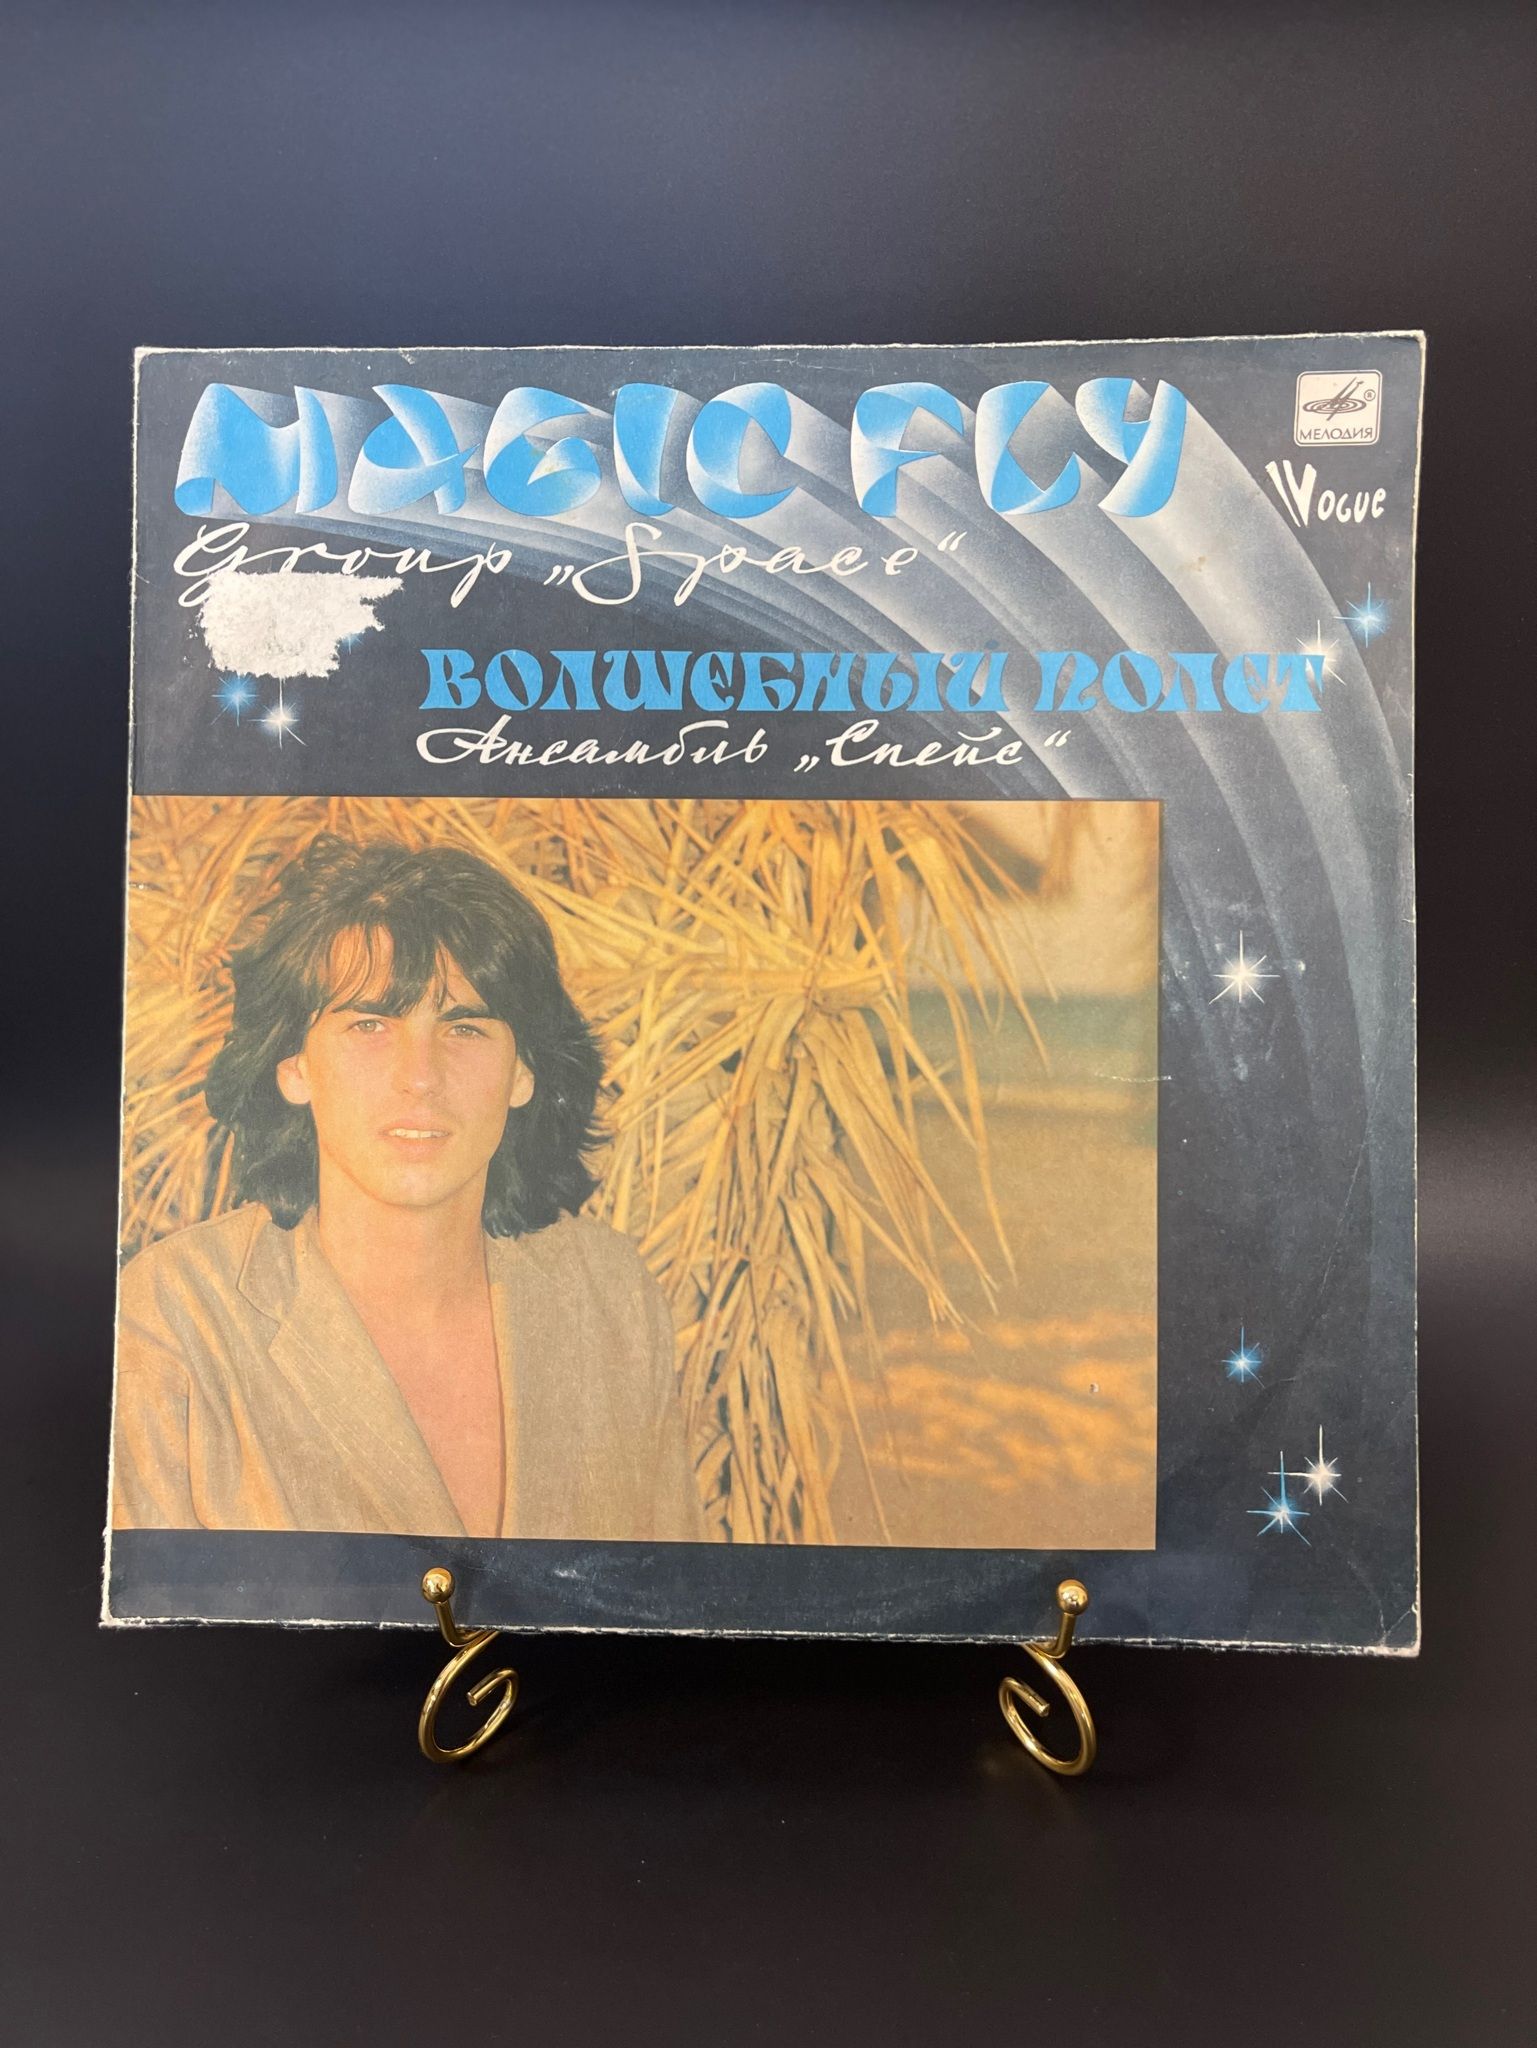 MAGIC FLY
®
МЕЛОДИЯ
VOGUE
Group „Space“
ВОЛШЕБНЫЙ ПОЛЕТ
Ансамбль „Спейс“